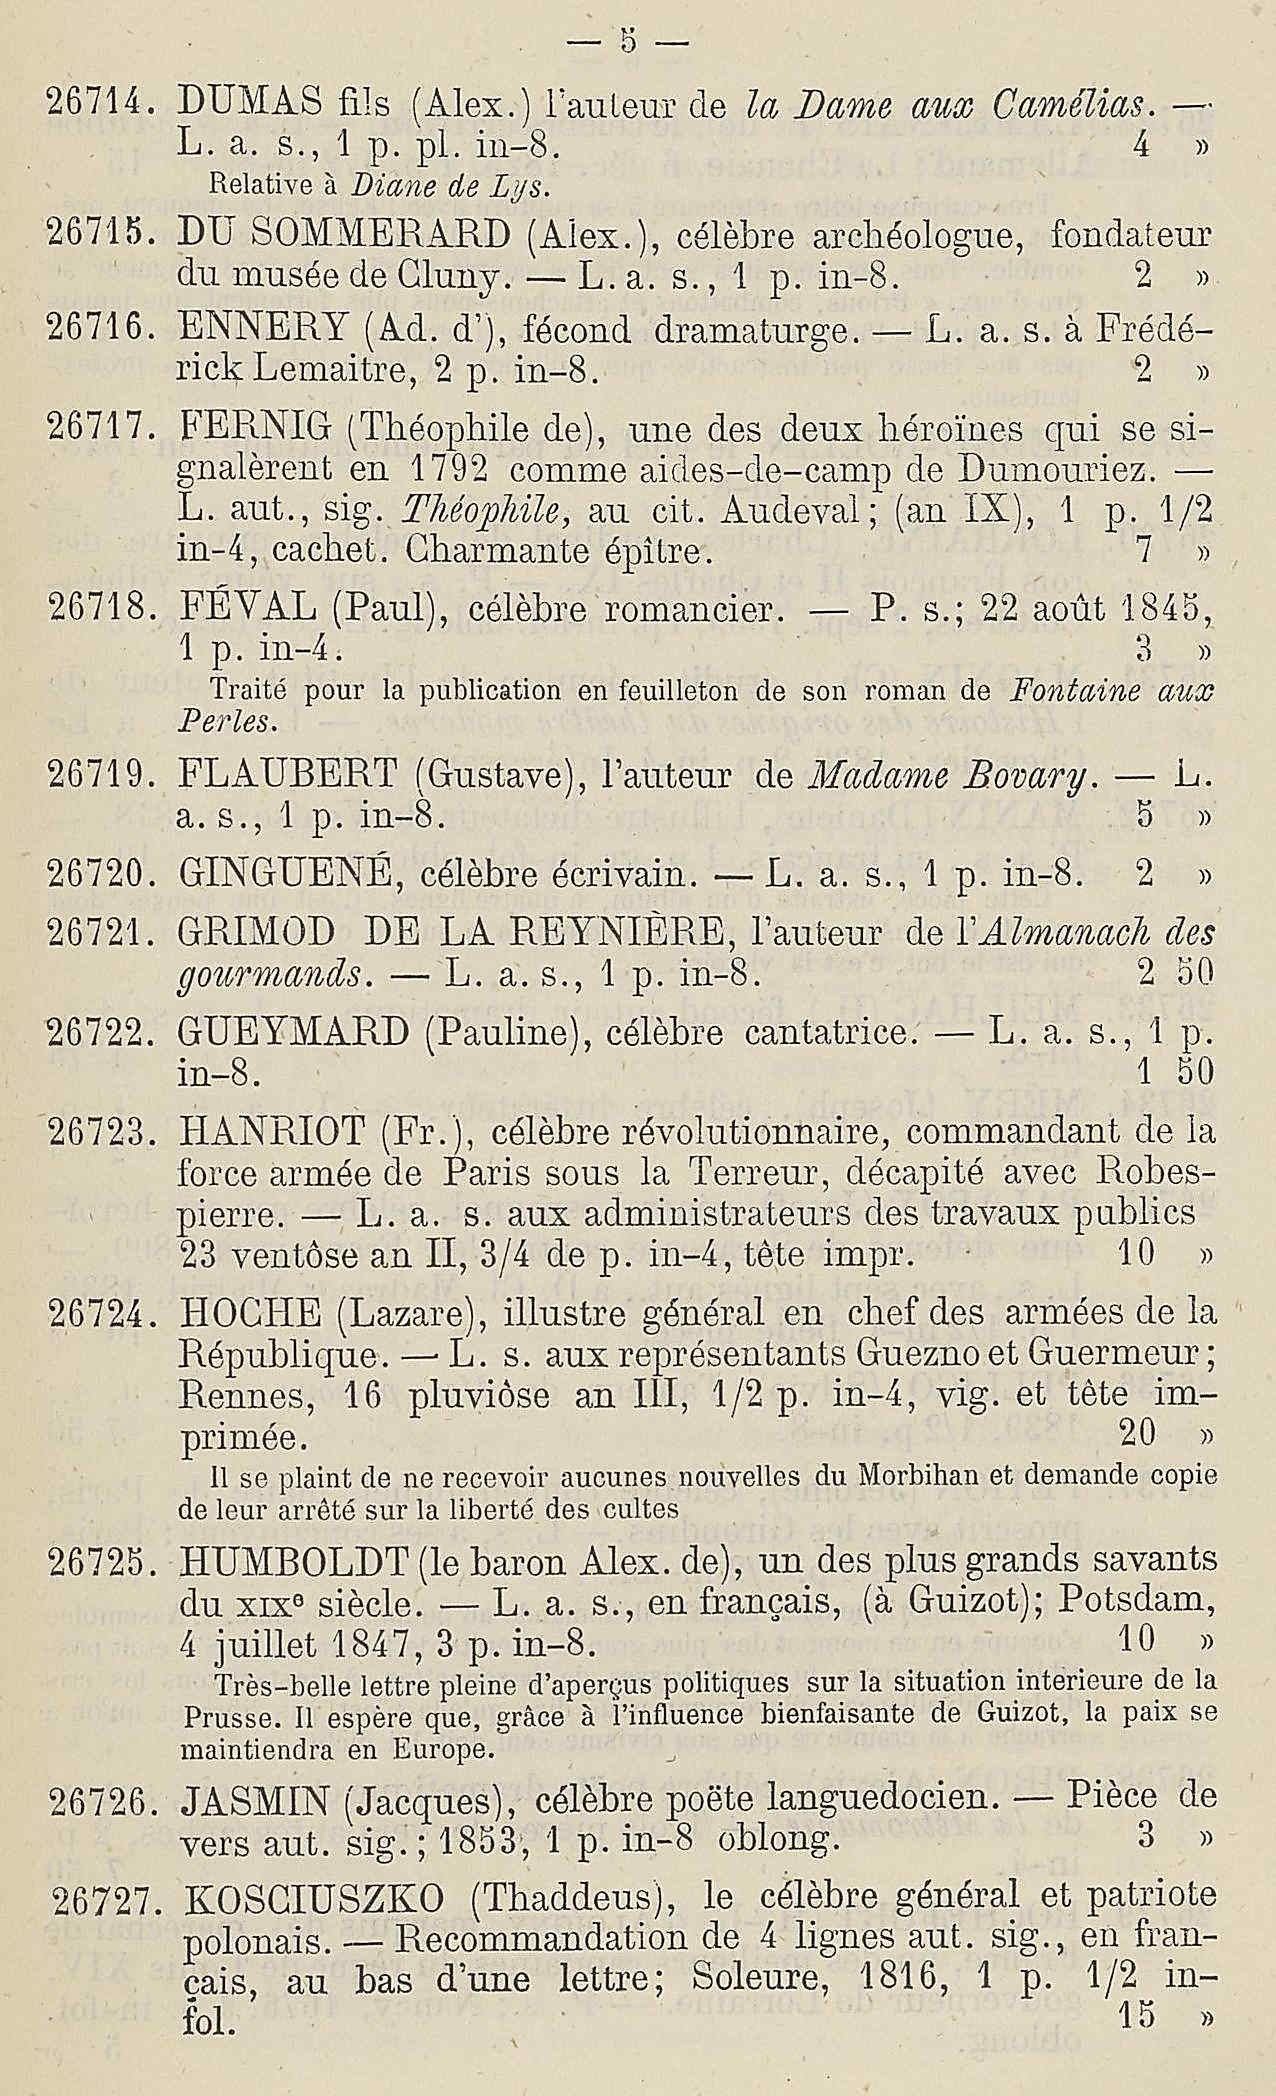 — 5 —
26714. DUMAS fils (Alex.) l'auteur de la Dame aux Camélias. —
L. a. s., 1 p. pl. in-8. 4 »
Relative à Diane de Lys.
26715. DU SOMMERARD (Alex.), célèbre archéologue, fondateur
du musée de Cluny. — L. a. s., 1 p. in-8. 2 »
26716. ENNERY (Ad. d'), fécond dramaturge. — L. a. s. à Frédé-
rick Lemaitre, 2 p. in-8. 2 »
26717. FERNIG (Théophile de), une des deux héroïnes qui se si-
gnalèrent en 1792 comme aides-de-camp de Dumouriez. —
L. aut., sig. Théophile, au cit. Audeval; (an IX), 1 p. 1/2
in-4, cachet. Charmante épître. 7 »
26718. FÉVAL (Paul), célèbre romancier. — P. s.; 22 août 1845,
1 p. in-4. 3 »
Traité pour la publication en feuilleton de son roman de Fontaine aux
Perles.
26719. FLAUBERT (Gustave), l'auteur de Madame Bovary. — L.
a. s., 1 p. in-8. 5 »
26720. GINGUENÉ, célèbre écrivain. — L. a. s., 1 p. in-8. 2 »
26721. GRIMOD DE LA REYNIÈRE, l'auteur de l'Almanach des
gourmands. — L. a. s., 1 p. in-8. 2 50
26722. GUEYMARD (Pauline), célèbre cantatrice. — L. a. s., 1 p.
in-8. 1 50
26723. HANRIOT (Fr.), célèbre révolutionnaire, commandant de la
force armée de Paris sous la Terreur, décapité avec Robes-
pierre. — L. a. s. aux administrateurs des travaux publics
23 ventôse an II, 3/4 de p. in-4, tête impr. 10 »
26724. HOCHE (Lazare), illustre général en chef des armées de la
République. — L. s. aux représentants Guezno et Guermeur;
Rennes, 16 pluviôse an III, 1/2 p. in-4, vig. et tête im-
primée. 20 »
Il se plaint de ne recevoir aucunes nouvelles du Morbihan et demande copie
de leur arrêté sur la liberté des cultes
26725. HUMBOLDT (le baron Alex. de), un des plus grands savants
du XIXe siècle. — L. a. s., en français, (à Guizot); Potsdam,
4 juillet 1847, 3 p. in-8. 10 »
Très-belle lettre pleine d'aperçus politiques sur la situation intérieure de la
Prusse. Il espère que, grâce à l'influence bienfaisante de Guizot, la paix se
maintiendra en Europe.
26726. JASMIN (Jacques), célèbre poëte languedocien. — Pièce de
vers aut. sig.; 1853, 1 p. in-8 oblong. 3 »
26727. KOSCIUSZKO (Thaddeus), le célèbre général et patriote
polonais. — Recommandation de 4 lignes aut. sig., en fran-
çais, au bas d'une lettre; Soleure, 1816, 1 p. 1/2 in-
fol. 15 »